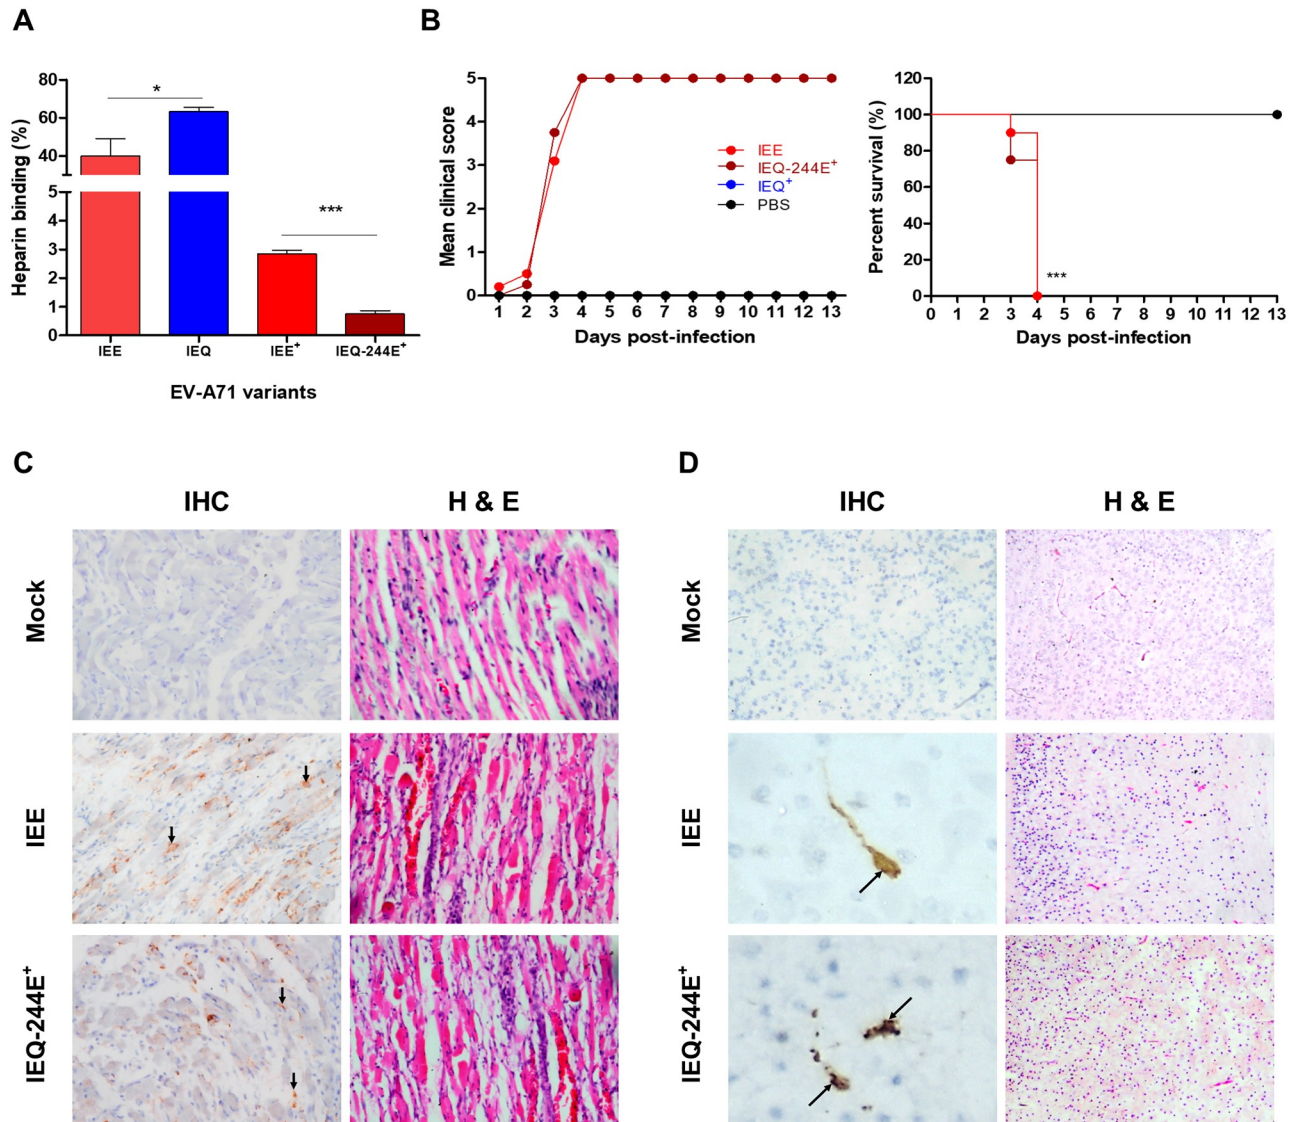 A
Heparin binding (%)
80
60
40
5
4
3
2
1
0
*
***
IEE
IEQ
IEE+
IEQ-244E+
EV-A71 variants
B
Mean clinical score
5
4
3
2
1
0
IEE
IEQ-244E+
IEQ+
PBS
1 2 3 4 5 6 7 8 9 10 11 12 13
Days post-infection
Percent survival (%)
120
100
80
60
40
20
0
***
0 1 2 3 4 5 6 7 8 9 10 11 12 13
Days post-infection
C
IHC
H & E
Mock
IEE
IEQ-244E+
D
IHC
H & E
Mock
IEE
IEQ-244E+